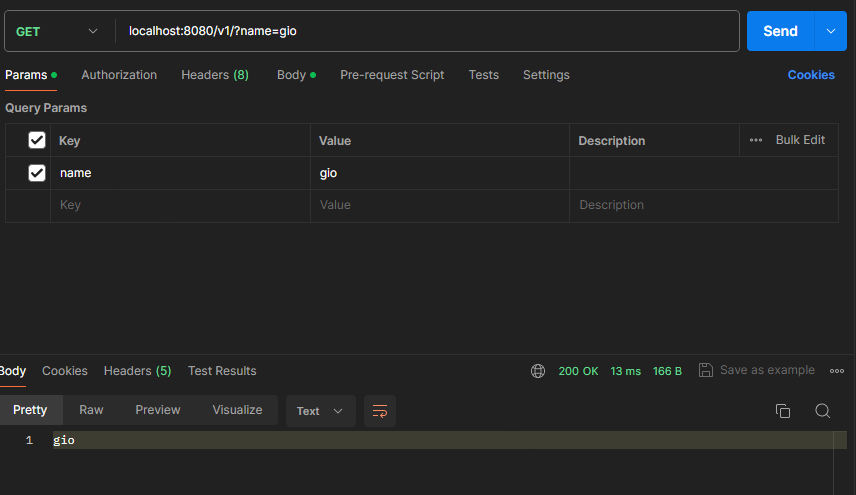 GET localhost:8080/v1/?name=gio Send
Params Authorization Headers (8) Body Pre-request Script Tests Settings Cookies
Query Params
Key Value Description Bulk Edit
name gio
Key Value Description
Body Cookies Headers (5) Test Results 200 OK 13 ms 166 B Save as example
Pretty Raw Preview Visualize Text
1 gio